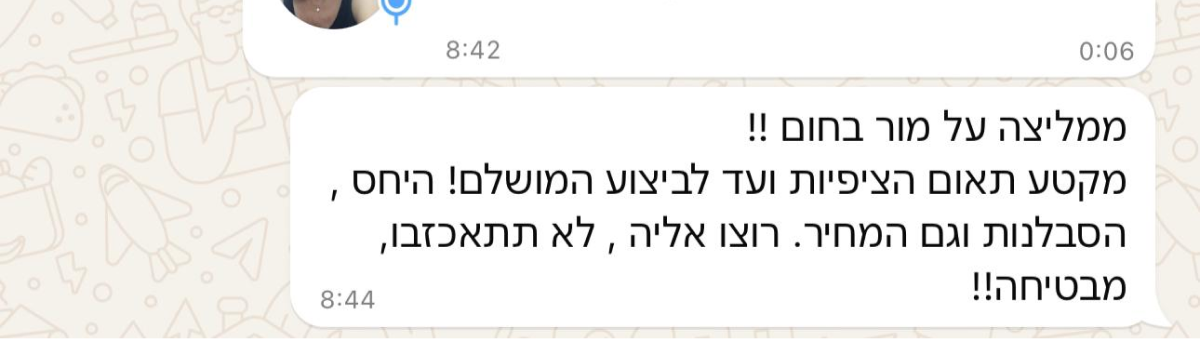 8:42
0:06
ממליצה על מור בחום !!
מקטע תאום הציפיות ועד לביצוע המושלם! היחס ,
הסבלנות וגם המחיר. רוצו אליה , לא תתאכזבו,
מבטיחה!!
8:44